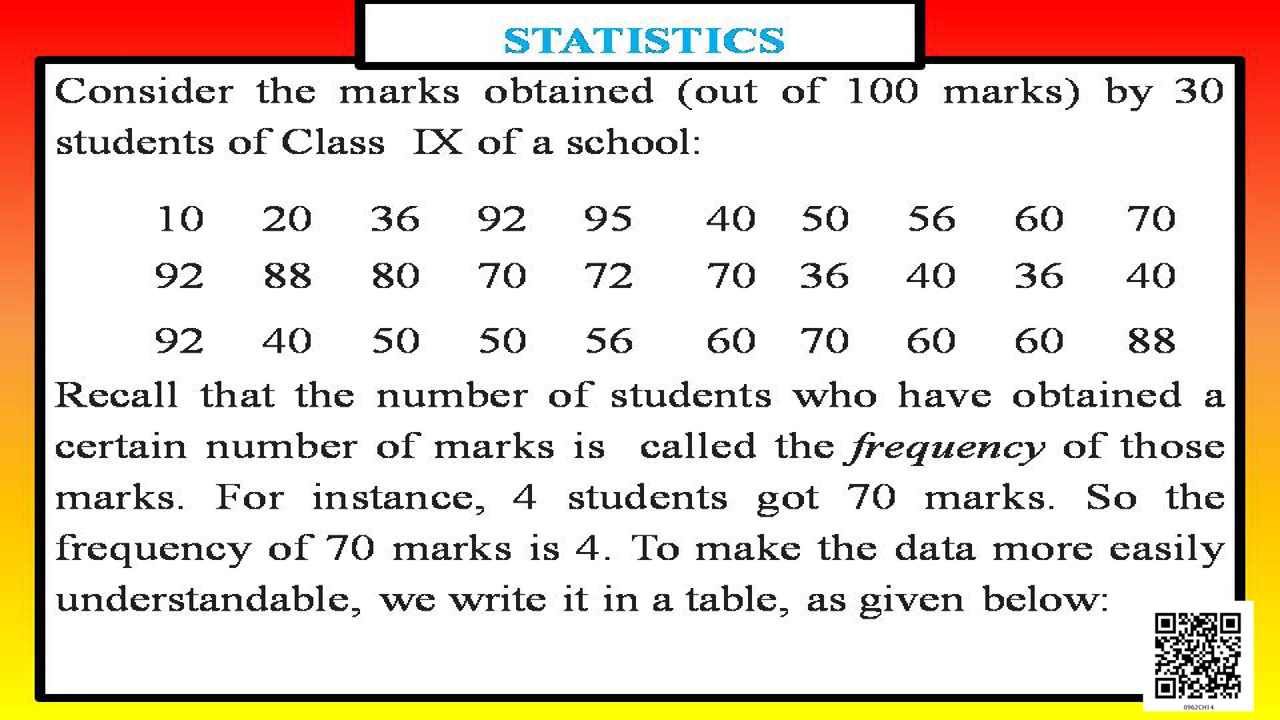 STATISTICS
Consider the marks obtained (out of 100 marks) by 30
students of Class IX of a school:
10 20 36 92 95 40 50 56 60 70
92 88 80 70 72 70 36 40 36 40
92 40 50 50 56 60 70 60 60 88
Recall that the number of students who have obtained a
certain number of marks is called the frequency of those
marks. For instance, 4 students got 70 marks. So the
frequency of 70 marks is 4. To make the data more easily
understandable, we write it in a table, as given below:
0962CH14